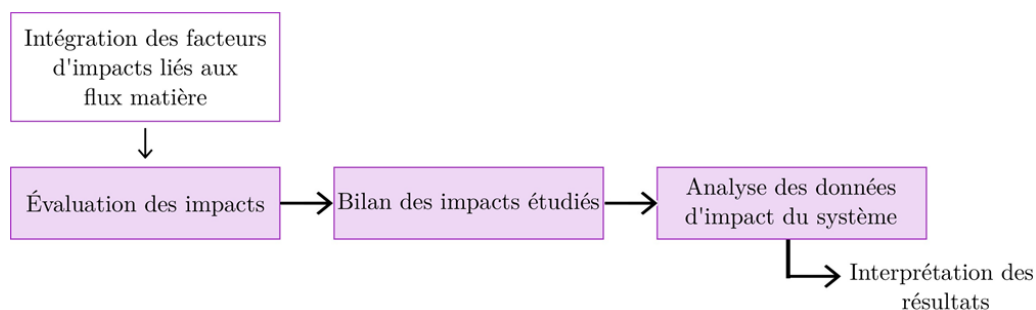 Intégration des facteurs
d'impacts liés aux
flux matière
Évaluation des impacts
Bilan des impacts étudiés
Analyse des données
d'impact du système
Interprétation des
résultats